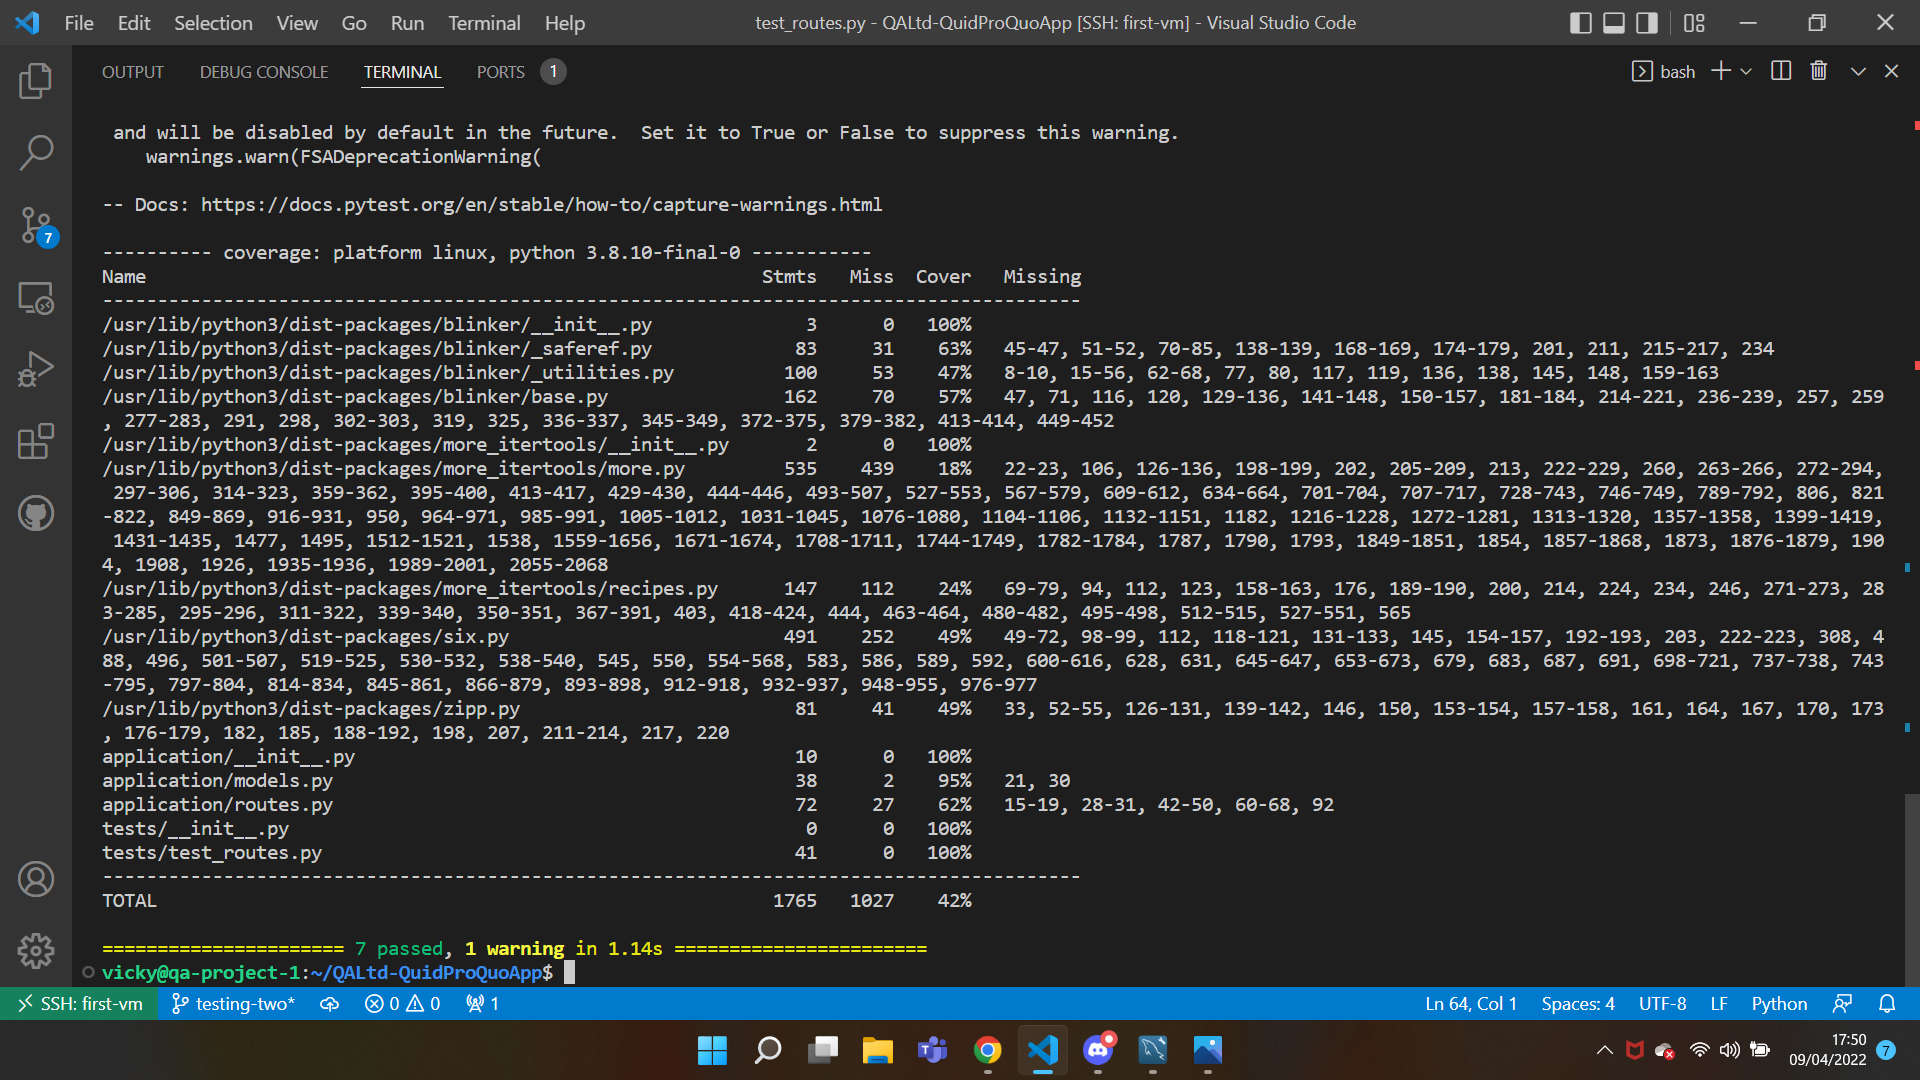 File Edit Selection View Go Run Terminal Help
test_routes.py - QALtd-QuidProQuoApp [SSH: first-vm] - Visual Studio Code
OUTPUT DEBUG CONSOLE TERMINAL PORTS 1
bash
and will be disabled by default in the future.  Set it to True or False to suppress this warning.
warnings.warn(FSADeprecationWarning(
-- Docs: https://docs.pytest.org/en/stable/how-to/capture-warnings.html
---------- coverage: platform linux, python 3.8.10-final-0 -----------
Name Stmts Miss Cover Missing
-----------------------------------------------------------------------------------------
/usr/lib/python3/dist-packages/blinker/__init__.py 3 0 100%
/usr/lib/python3/dist-packages/blinker/_saferef.py 83 31 63% 45-47, 51-52, 70-85, 138-139, 168-169, 174-179, 201, 211, 215-217, 234
/usr/lib/python3/dist-packages/blinker/_utilities.py 100 53 47% 8-10, 15-56, 62-68, 77, 80, 117, 119, 136, 138, 145, 148, 159-163
/usr/lib/python3/dist-packages/blinker/base.py 162 70 57% 47, 71, 116, 120, 129-136, 141-148, 150-157, 181-184, 214-221, 236-239, 257, 259
, 277-283, 291, 298, 302-303, 319, 325, 336-337, 345-349, 372-375, 379-382, 413-414, 449-452
/usr/lib/python3/dist-packages/more_itertools/__init__.py 2 0 100%
/usr/lib/python3/dist-packages/more_itertools/more.py 535 439 18% 22-23, 106, 126-136, 198-199, 202, 205-209, 213, 222-229, 260, 263-266, 272-294,
297-306, 314-323, 359-362, 395-400, 413-417, 429-430, 444-446, 493-507, 527-553, 567-579, 609-612, 634-664, 701-704, 707-717, 728-743, 746-749, 789-792, 806, 821
-822, 849-869, 916-931, 950, 964-971, 985-991, 1005-1012, 1031-1045, 1076-1080, 1104-1106, 1132-1151, 1182, 1216-1228, 1272-1281, 1313-1320, 1357-1358, 1399-1419,
1431-1435, 1477, 1495, 1512-1521, 1538, 1559-1656, 1671-1674, 1708-1711, 1744-1749, 1782-1784, 1787, 1790, 1793, 1849-1851, 1854, 1857-1868, 1873, 1876-1879, 190
4, 1908, 1926, 1935-1936, 1989-2001, 2055-2068
/usr/lib/python3/dist-packages/more_itertools/recipes.py 147 112 24% 69-79, 94, 112, 123, 158-163, 176, 189-190, 200, 214, 224, 234, 246, 271-273, 28
3-285, 295-296, 311-322, 339-340, 350-351, 367-391, 403, 418-424, 444, 463-464, 480-482, 495-498, 512-515, 527-551, 565
/usr/lib/python3/dist-packages/six.py 491 252 49% 49-72, 98-99, 112, 118-121, 131-133, 145, 154-157, 192-193, 203, 222-223, 308, 4
88, 496, 501-507, 519-525, 530-532, 538-540, 545, 550, 554-568, 583, 586, 589, 592, 600-616, 628, 631, 645-647, 653-673, 679, 683, 687, 691, 698-721, 737-738, 743
-795, 797-804, 814-834, 845-861, 866-879, 893-898, 912-918, 932-937, 948-955, 976-977
/usr/lib/python3/dist-packages/zipp.py 81 41 49% 33, 52-55, 126-131, 139-142, 146, 150, 153-154, 157-158, 161, 164, 167, 170, 173
, 176-179, 182, 185, 188-192, 198, 207, 211-214, 217, 220
application/__init__.py 10 0 100%
application/models.py 38 2 95% 21, 30
application/routes.py 72 27 62% 15-19, 28-31, 42-50, 60-68, 92
tests/__init__.py 0 0 100%
tests/test_routes.py 41 0 100%
-----------------------------------------------------------------------------------------
TOTAL 1765 1027 42%
====================== 7 passed, 1 warning in 1.14s =======================
vicky@qa-project-1:~/QALtd-QuidProQuoApp$
7
SSH: first-vm testing-two* 0 0 1
Ln 64, Col 1 Spaces: 4 UTF-8 LF Python
17:50
09/04/2022
7